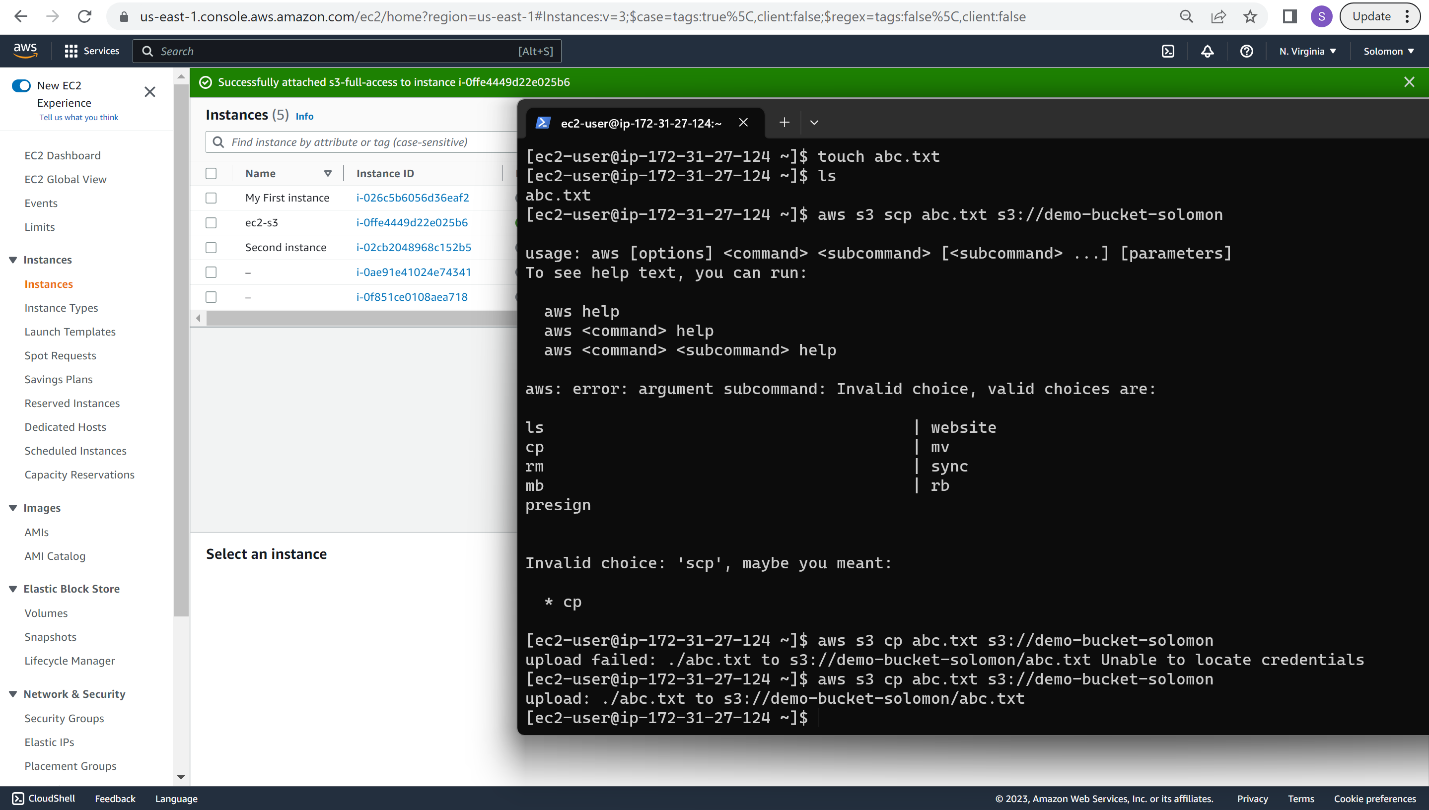 us-east-1.console.aws.amazon.com/ec2/home?region=us-east-1#Instances:v=3;$case=tags:true%5C,client:false;$regex=tags:false%5C,client:false
S
Update
aws
Services
Search
[Alt+S]
N. Virginia
Solomon
New EC2
Experience
Tell us what you think
EC2 Dashboard
EC2 Global View
Events
Limits
Instances
Instances
Instance Types
Launch Templates
Spot Requests
Savings Plans
Reserved Instances
Dedicated Hosts
Scheduled Instances
Capacity Reservations
Images
AMIs
AMI Catalog
Elastic Block Store
Volumes
Snapshots
Lifecycle Manager
Network & Security
Security Groups
Elastic IPs
Placement Groups
Successfully attached s3-full-access to instance i-0ffe4449d22e025b6
Instances (5) Info
Find instance by attribute or tag (case-sensitive)
Name Instance ID
My First instance i-026c5b6056d36eaf2
ec2-s3 i-0ffe4449d22e025b6
Second instance i-02cb2048968c152b5
– i-0ae91e41024e74341
– i-0f851ce0108aea718
Select an instance
ec2-user@ip-172-31-27-124:~
[ec2-user@ip-172-31-27-124 ~]$ touch abc.txt
[ec2-user@ip-172-31-27-124 ~]$ ls
abc.txt
[ec2-user@ip-172-31-27-124 ~]$ aws s3 scp abc.txt s3://demo-bucket-solomon
usage: aws [options] <command> <subcommand> [<subcommand> ...] [parameters]
To see help text, you can run:
aws help
aws <command> help
aws <command> <subcommand> help
aws: error: argument subcommand: Invalid choice, valid choices are:
ls | website
cp | mv
rm | sync
mb | rb
presign
Invalid choice: 'scp', maybe you meant:
* cp
[ec2-user@ip-172-31-27-124 ~]$ aws s3 cp abc.txt s3://demo-bucket-solomon
upload failed: ./abc.txt to s3://demo-bucket-solomon/abc.txt Unable to locate credentials
[ec2-user@ip-172-31-27-124 ~]$ aws s3 cp abc.txt s3://demo-bucket-solomon
upload: ./abc.txt to s3://demo-bucket-solomon/abc.txt
[ec2-user@ip-172-31-27-124 ~]$
CloudShell
Feedback
Language
© 2023, Amazon Web Services, Inc. or its affiliates.
Privacy
Terms
Cookie preferences